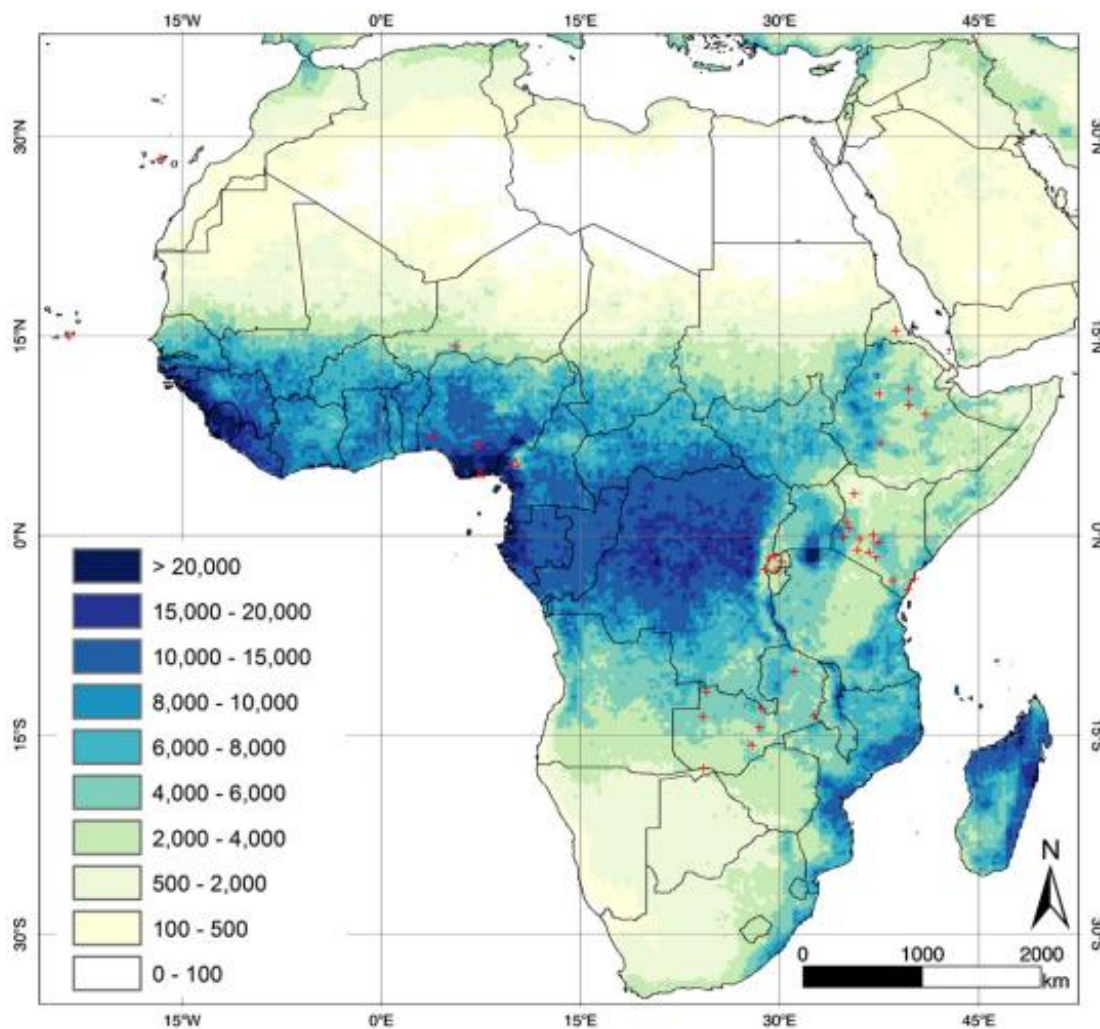 15°W 0°E 15°E 30°E 45°E
30°N 30°N
15°N 15°N
0°N 0°N
15°S 15°S
30°S 30°S
> 20,000
15,000 - 20,000
10,000 - 15,000
8,000 - 10,000
6,000 - 8,000
4,000 - 6,000
2,000 - 4,000
500 - 2,000
100 - 500
0 - 100
N
0 1000 2000
km
15°W 0°E 15°E 30°E 45°E